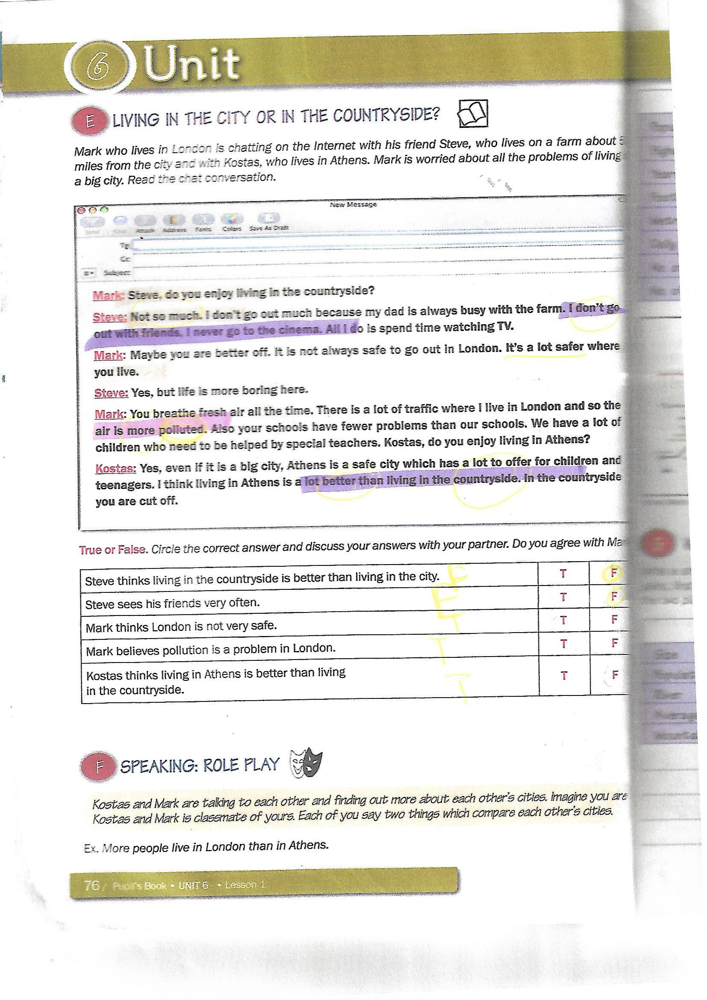 6 Unit
E LIVING IN THE CITY OR IN THE COUNTRYSIDE?
Mark who lives in London is chatting on the Internet with his friend Steve, who lives on a farm about
miles from the city and with Kostas, who lives in Athens. Mark is worried about all the problems of living
a big city. Read the chat conversation.
New Message
Send Attach Address Fonts Colors Save As Draft
To:
Cc:
Subject:
Mark: Steve, do you enjoy living in the countryside?
Steve: Not so much. I don't go out much because my dad is always busy with the farm. I don't go
out with friends. I never go to the cinema. All I do is spend time watching TV.
Mark: Maybe you are better off. It is not always safe to go out in London. It's a lot safer where
you live.
Steve: Yes, but life is more boring here.
Mark: You breathe fresh air all the time. There is a lot of traffic where I live in London and so the
air is more polluted. Also your schools have fewer problems than our schools. We have a lot of
children who need to be helped by special teachers. Kostas, do you enjoy living in Athens?
Kostas: Yes, even if it is a big city, Athens is a safe city which has a lot to offer for children and
teenagers. I think living in Athens is a lot better than living in the countryside. In the countryside
you are cut off.
True or False. Circle the correct answer and discuss your answers with your partner. Do you agree with Ma
Steve thinks living in the countryside is better than living in the city. F T F
Steve sees his friends very often. F T F
Mark thinks London is not very safe. T T F
Mark believes pollution is a problem in London. T T F
Kostas thinks living in Athens is better than living T T F
in the countryside.
F SPEAKING: ROLE PLAY
Kostas and Mark are talking to each other and finding out more about each other's cities. Imagine you are
Kostas and Mark is classmate of yours. Each of you say two things which compare each other's cities.
Ex. More people live in London than in Athens.
76 / Pupil's Book • UNIT 6 - • Lesson 1